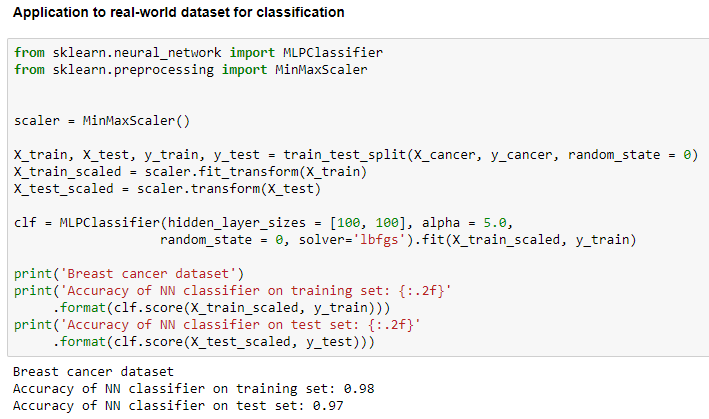 Application to real-world dataset for classification
from sklearn.neural_network import MLPClassifier
from sklearn.preprocessing import MinMaxScaler
scaler = MinMaxScaler()
X_train, X_test, y_train, y_test = train_test_split(X_cancer, y_cancer, random_state = 0)
X_train_scaled = scaler.fit_transform(X_train)
X_test_scaled = scaler.transform(X_test)
clf = MLPClassifier(hidden_layer_sizes = [100, 100], alpha = 5.0,
                   random_state = 0, solver='lbfgs').fit(X_train_scaled, y_train)
print('Breast cancer dataset')
print('Accuracy of NN classifier on training set: {:.2f}'
     .format(clf.score(X_train_scaled, y_train)))
print('Accuracy of NN classifier on test set: {:.2f}'
     .format(clf.score(X_test_scaled, y_test)))
Breast cancer dataset
Accuracy of NN classifier on training set: 0.98
Accuracy of NN classifier on test set: 0.97